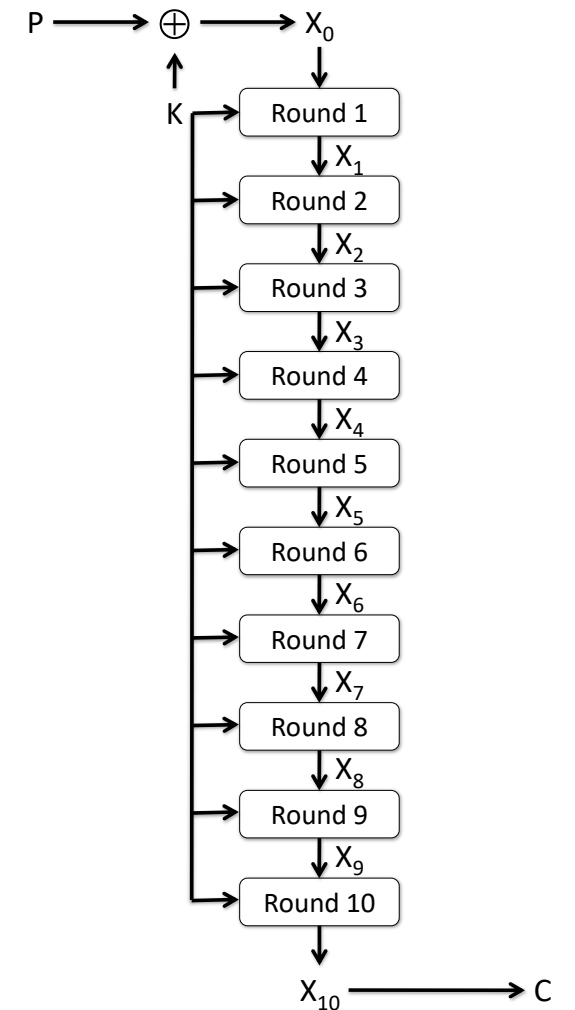 P ⊕ X₀
K
Round 1
X₁
Round 2
X₂
Round 3
X₃
Round 4
X₄
Round 5
X₅
Round 6
X₆
Round 7
X₇
Round 8
X₈
Round 9
X₉
Round 10
X₁₀ C